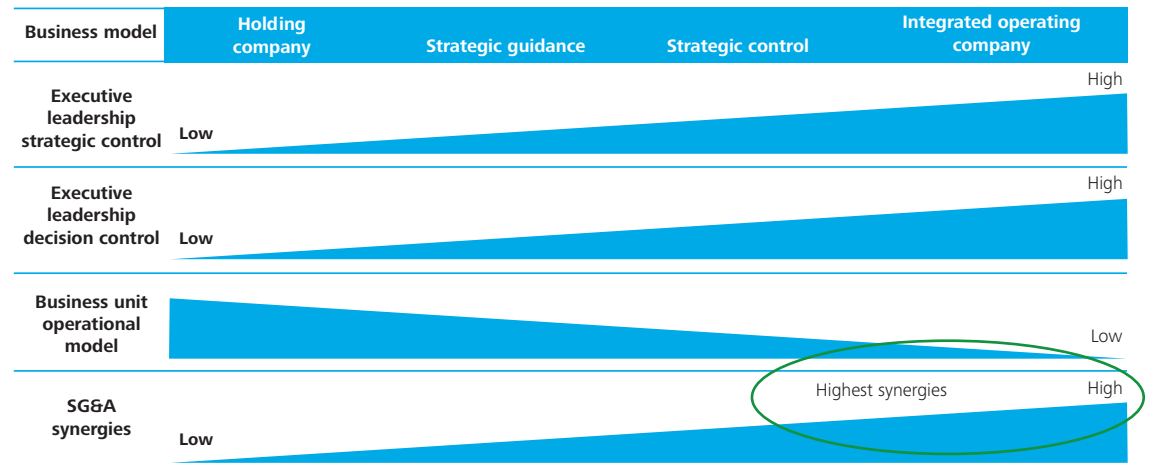 Business model
Holding
company
Strategic guidance
Strategic control
Integrated operating
company
Executive
leadership
strategic control
Low
High
Executive
leadership
decision control
Low
High
Business unit
operational
model
Low
SG&A
synergies
Low
Highest synergies
High